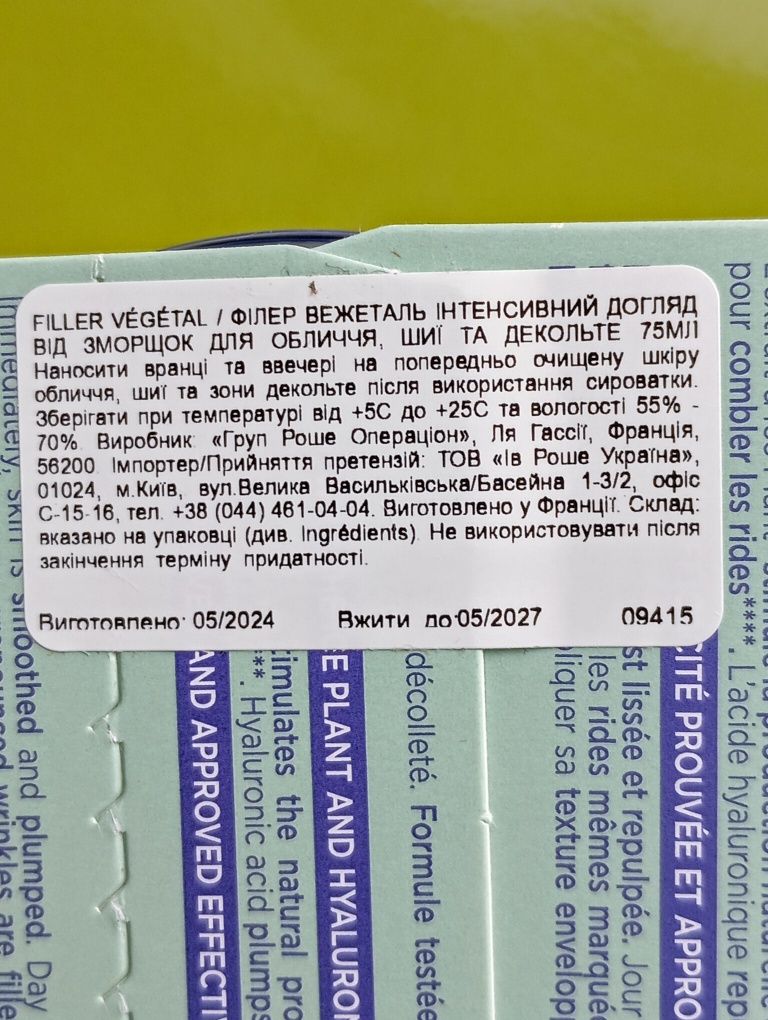 FILLER VÉGÉTAL / ФІЛЕР ВЕЖЕТАЛЬ ІНТЕНСИВНИЙ ДОГЛЯД
ВІД ЗМОРЩОК ДЛЯ ОБЛИЧЧЯ, ШИЇ ТА ДЕКОЛЬТЕ 75МЛ
Наносити вранці та ввечері на попередньо очищену шкіру
обличчя, шиї та зони декольте після використання сироватки.
Зберігати при температурі від +5С до +25С та вологості 55% -
70%. Виробник: «Груп Роше Операціон», Ля Гассії, Франція,
56200. Імпортер/Прийняття претензій: ТОВ «Ів Роше Україна»,
01024, м.Київ, вул.Велика Васильківська/Басейна 1-3/2, офіс
С-15-16, тел. +38 (044) 461-04-04. Виготовлено у Франції. Склад:
вказано на упаковці (див. Ingrédients). Не використовувати після
закінчення терміну придатності.
Виготовлено: 05/2024 Вжити до:05/2027 09415
pour combler les rides****. L'acide hyaluronique rep
CITÉ PROUVÉE ET APPRO
st lissée et repulpée. Jour
les rides mêmes marquée
liquer sa texture envelopp
décolleté. Formule testée
E PLANT AND HYALURON
timulates the natural pro
***. Hyaluronic acid plumps
AND APPROVED EFFECTIV
Immediately, skin is smoothed and plumped. Day
wrinkles are fille